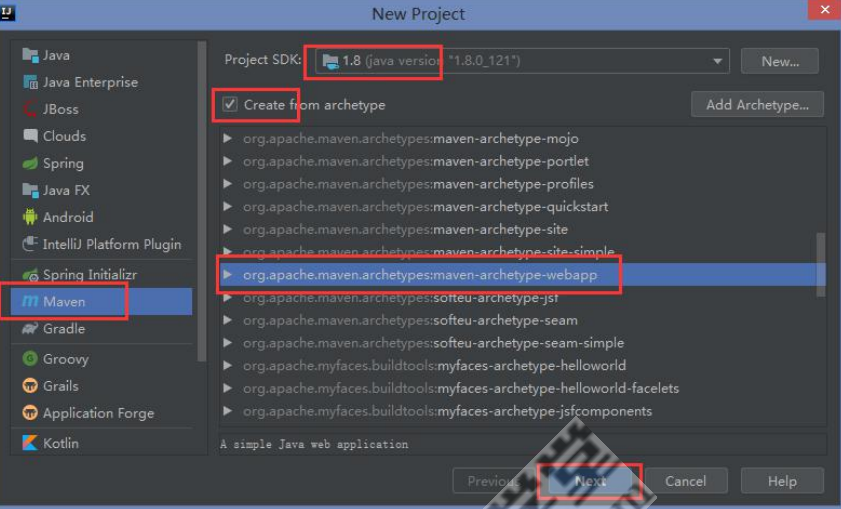 New Project
Java
Java Enterprise
JBoss
Clouds
Spring
Java FX
Android
IntelliJ Platform Plugin
Spring Initializr
Maven
Gradle
Groovy
Grails
Application Forge
Kotlin
Project SDK: 1.8 (java version "1.8.0_121") New...
Create from archetype Add Archetype...
org.apache.maven.archetypes:maven-archetype-mojo
org.apache.maven.archetypes:maven-archetype-portlet
org.apache.maven.archetypes:maven-archetype-profiles
org.apache.maven.archetypes:maven-archetype-quickstart
org.apache.maven.archetypes:maven-archetype-site
org.apache.maven.archetypes:maven-archetype-site-simple
org.apache.maven.archetypes:maven-archetype-webapp
org.apache.maven.archetypes:softeu-archetype-jsf
org.apache.maven.archetypes:softeu-archetype-seam
org.apache.maven.archetypes:softeu-archetype-seam-simple
org.apache.myfaces.buildtools:myfaces-archetype-helloworld
org.apache.myfaces.buildtools:myfaces-archetype-helloworld-facelets
org.apache.myfaces.buildtools:myfaces-archetype-jsfcomponents
A simple Java web application
Previous Next Cancel Help